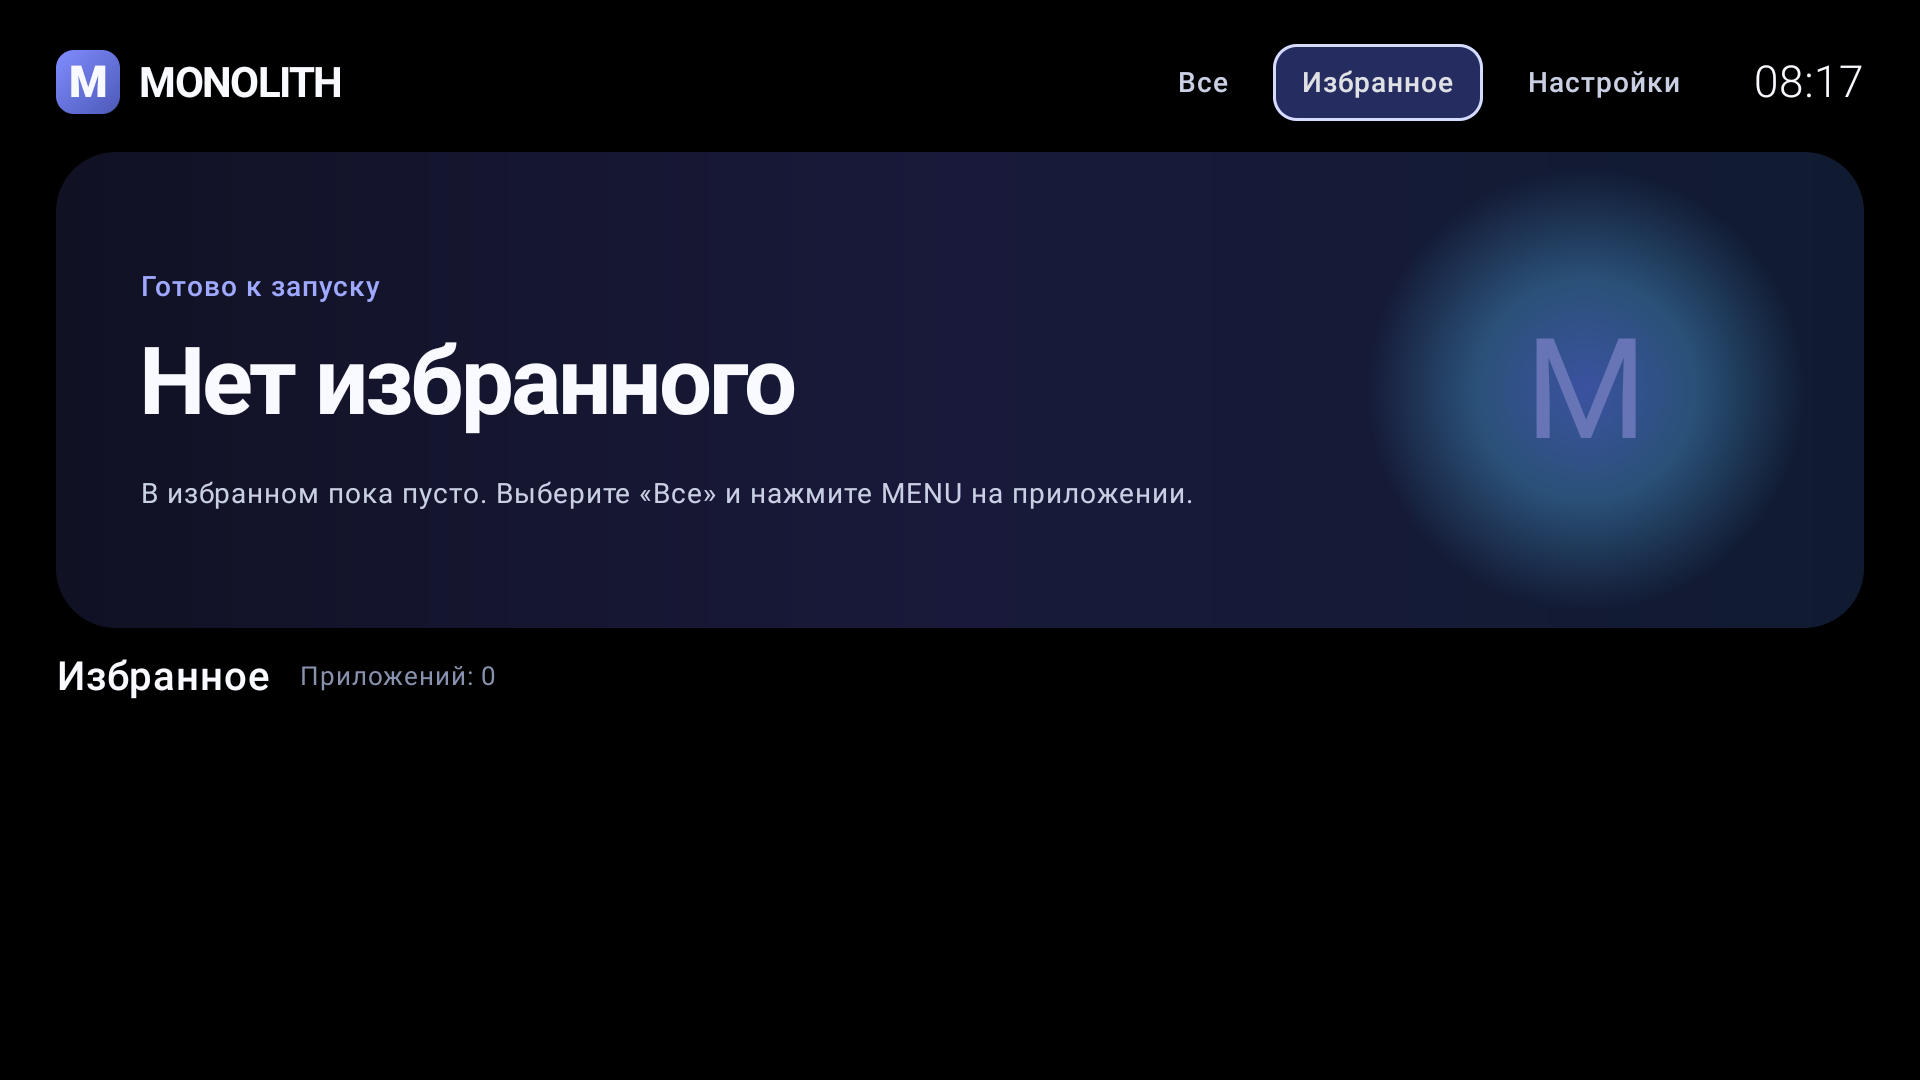 M MONOLITH Все Избранное Настройки 08:17
Готово к запуску
Нет избранного
M
В избранном пока пусто. Выберите «Все» и нажмите MENU на приложении.
Избранное Приложений: 0